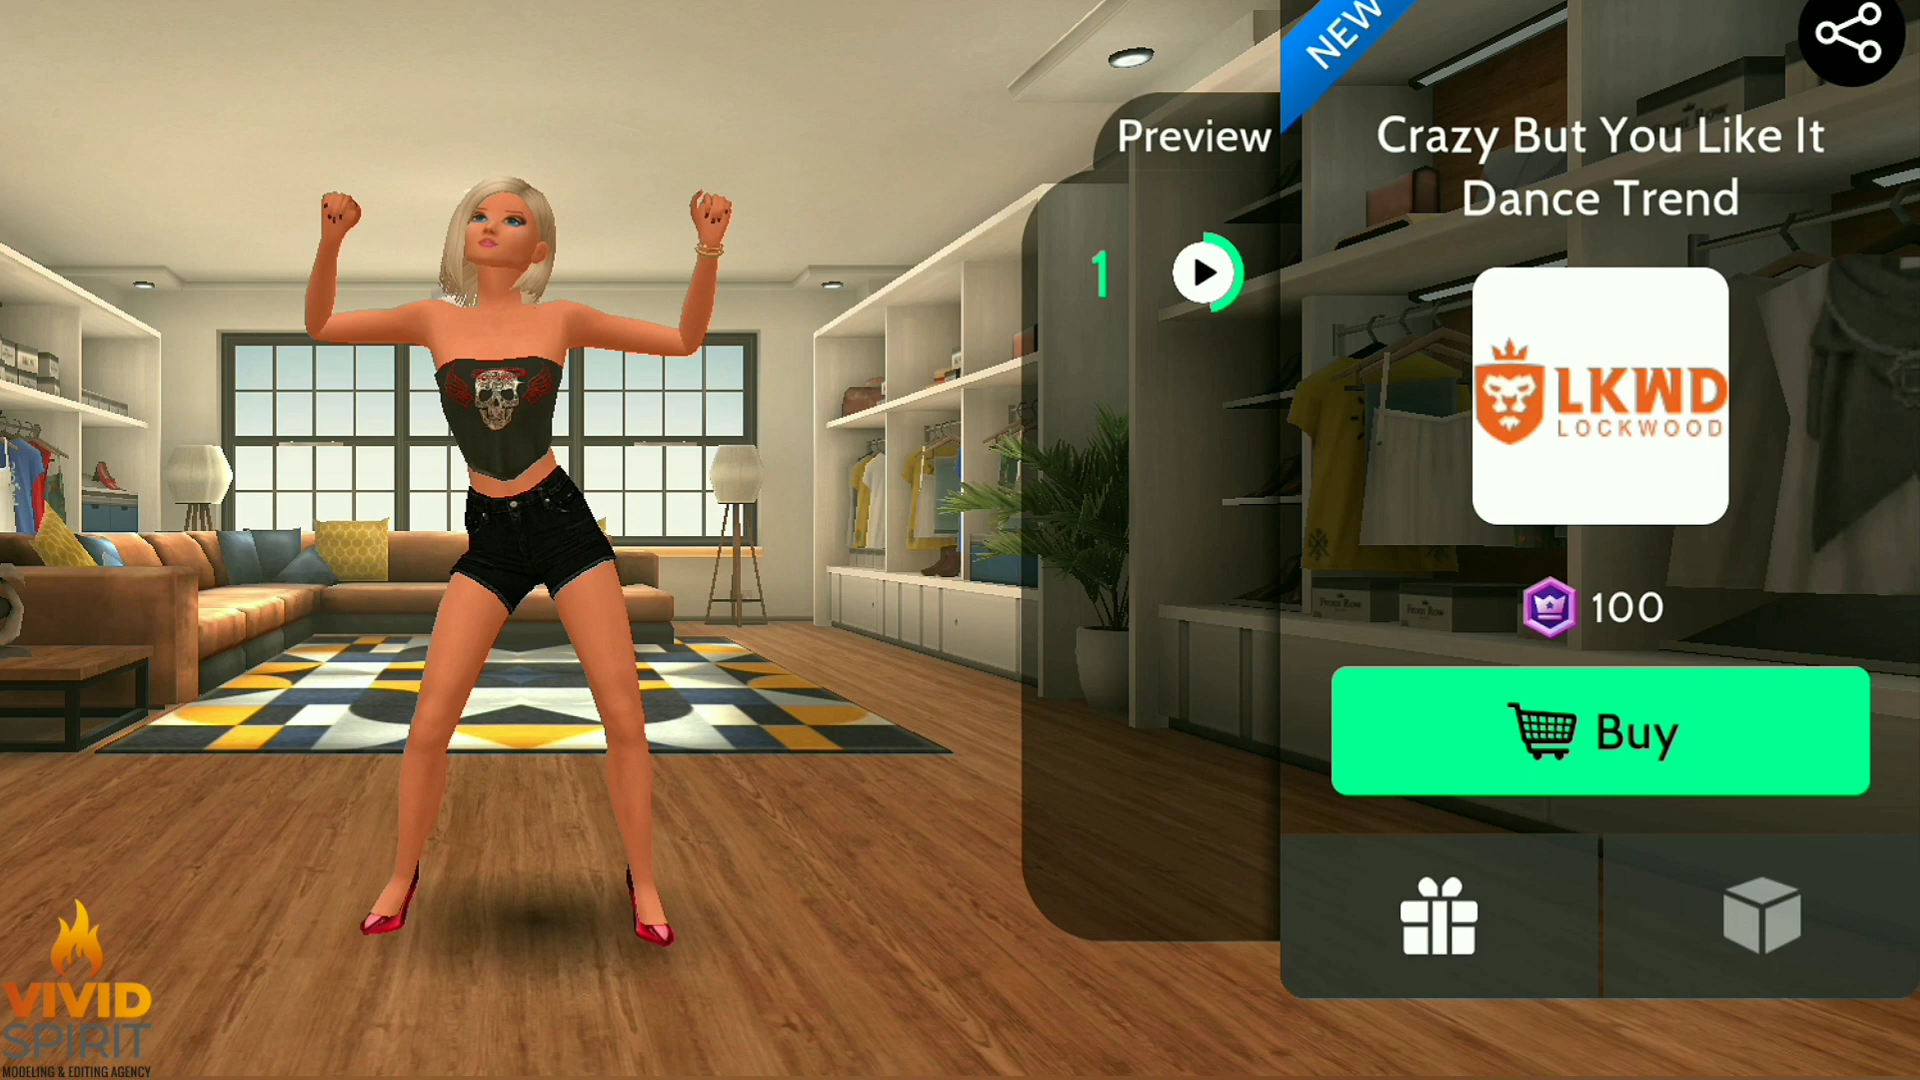 NEW
Preview
Crazy But You Like It
Dance Trend
1
LKWD
LOCKWOOD
100
Buy
VIVID
SPIRIT
MODELING & EDITING AGENCY